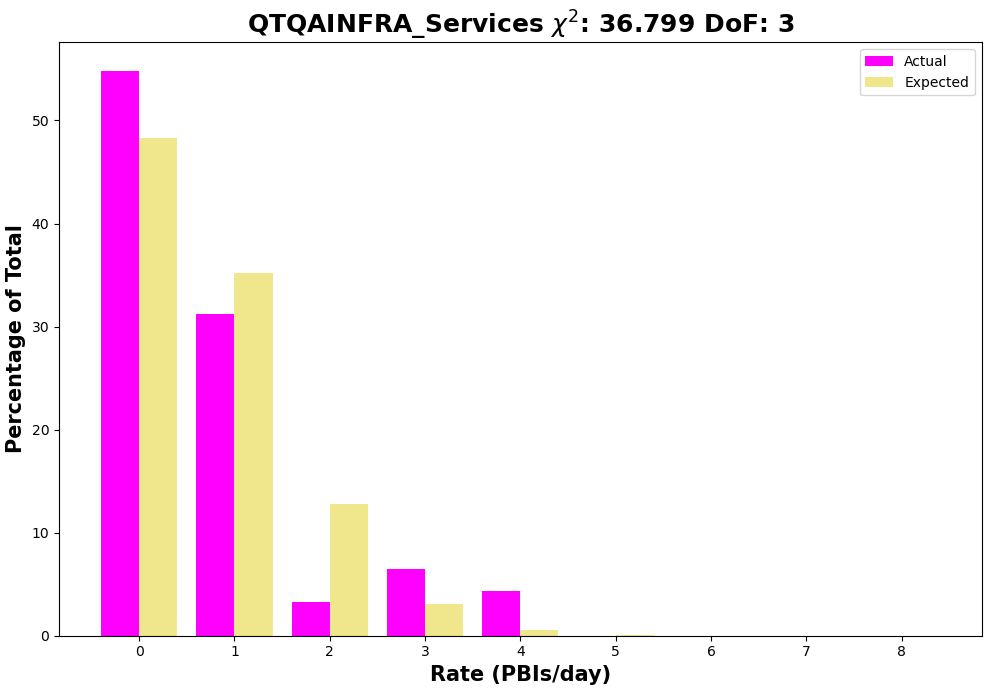 QTQAINFRA_Services χ²: 36.799 DoF: 3
Actual
Expected
Percentage of Total
50
40
30
20
10
0
0 1 2 3 4 5 6 7 8
Rate (PBIs/day)